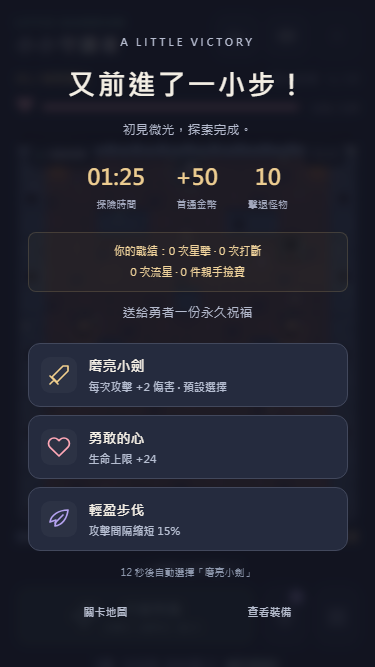 A LITTLE VICTORY
又前進了一小步！
初見微光，探索完成。
01:25 +50 10
探險時間 首通金幣 擊退怪物
你的戰績：0 次星擊 · 0 次打斷
0 次流星 · 0 件親手撿寶
送給勇者一份永久祝福
磨亮小劍
每次攻擊 +2 傷害 · 預設選擇
勇敢的心
生命上限 +24
輕盈步伐
攻擊間隔縮短 15%
12 秒後自動選擇「磨亮小劍」
關卡地圖 查看裝備